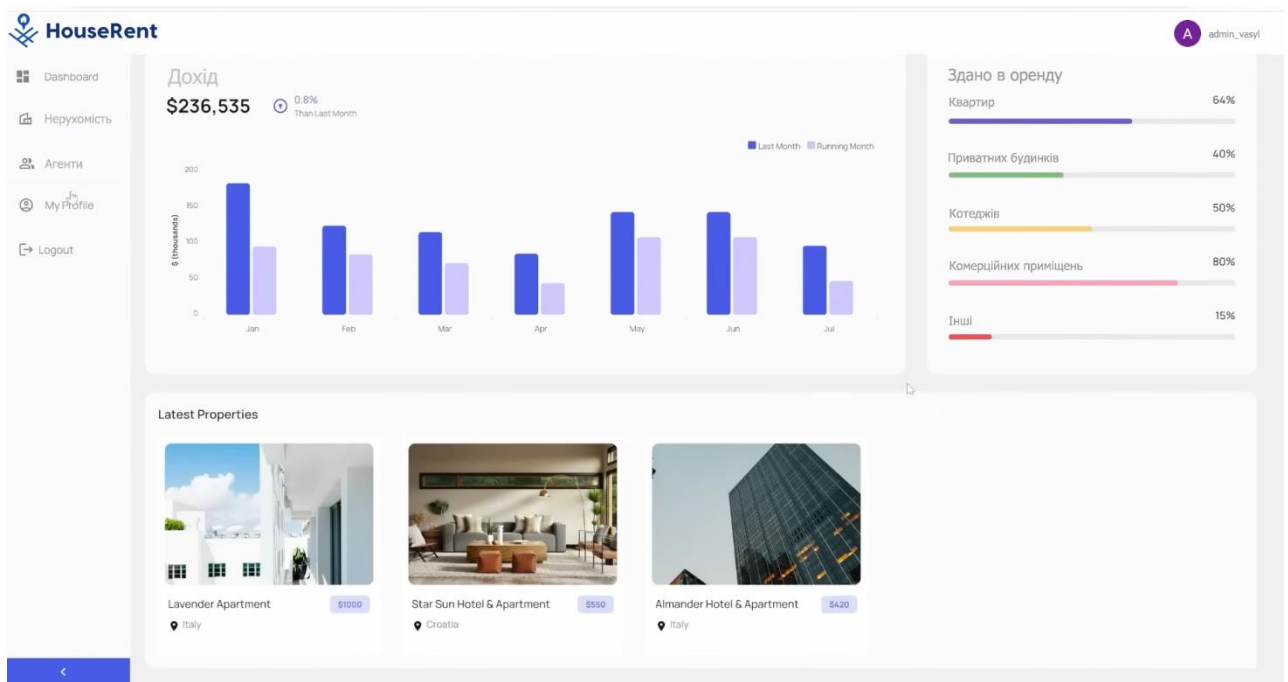 HouseRent
A
admin_vasyl
Dashboard
Нерухомість
Агенти
My Profile
Logout
Дохід
$236,535
0.8%
Than Last Month
Last Month
Running Month
$ (thousands)
200
150
100
50
0
Jan
Feb
Mar
Apr
May
Jun
Jul
Здано в оренду
Квартир
64%
Приватних будинків
40%
Котеджів
50%
Комерційних приміщень
80%
Інші
15%
Latest Properties
Lavender Apartment
$1000
Italy
Star Sun Hotel & Apartment
$550
Croatia
Almander Hotel & Apartment
$420
Italy